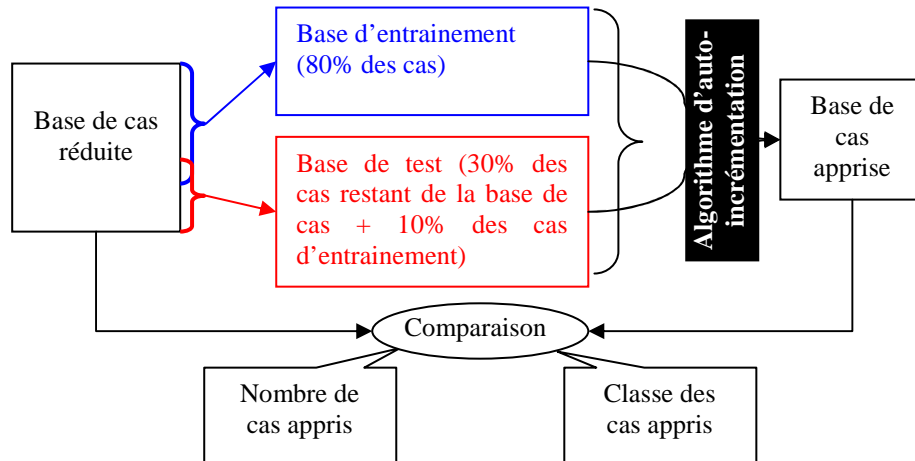 Base d’entrainement
(80% des cas)
Base de cas
réduite
Base de test (30% des
cas restant de la base de
cas + 10% des cas
d’entrainement)
Algorithme d’auto-
incrémentation
Base de
cas
apprise
Comparaison
Nombre de
cas appris
Classe des
cas appris